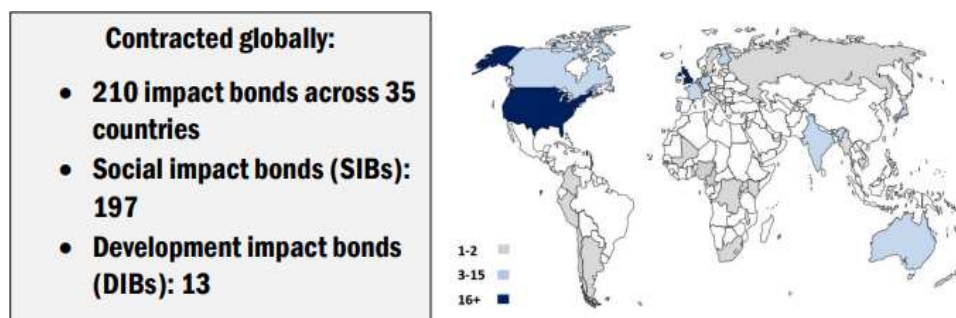 Contracted globally:
• 210 impact bonds across 35
countries
• Social impact bonds (SIBs):
197
• Development impact bonds
(DIBs): 13
1-2
3-15
16+